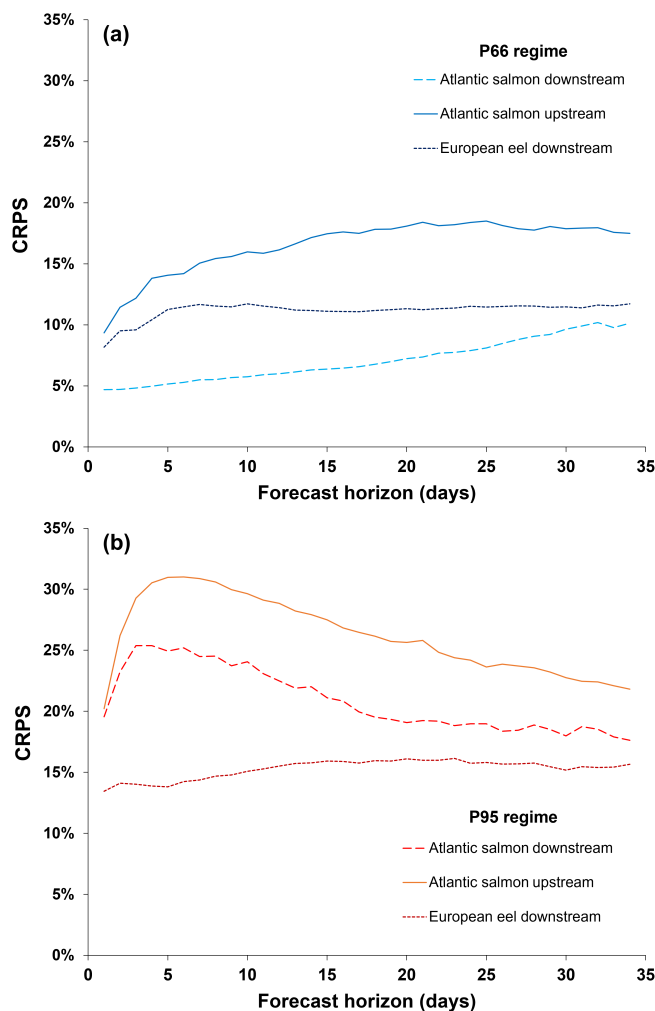 35%
(a)
P66 regime
30%
Atlantic salmon downstream
25%
Atlantic salmon upstream
European eel downstream
20%
CRPS
15%
10%
5%
0%
0 5 10 15 20 25 30 35
Forecast horizon (days)
35%
(b)
30%
25%
20%
CRPS
15%
P95 regime
10%
Atlantic salmon downstream
Atlantic salmon upstream
5%
European eel downstream
0%
0 5 10 15 20 25 30 35
Forecast horizon (days)